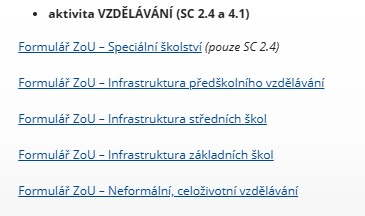 • aktivita VZDĚLÁVÁNÍ (SC 2.4 a 4.1)
Formulář ZoU – Speciální školství (pouze SC 2.4)
Formulář ZoU – Infrastruktura předškolního vzdělávání
Formulář ZoU – Infrastruktura středních škol
Formulář ZoU – Infrastruktura základních škol
Formulář ZoU – Neformální, celoživotní vzdělávání